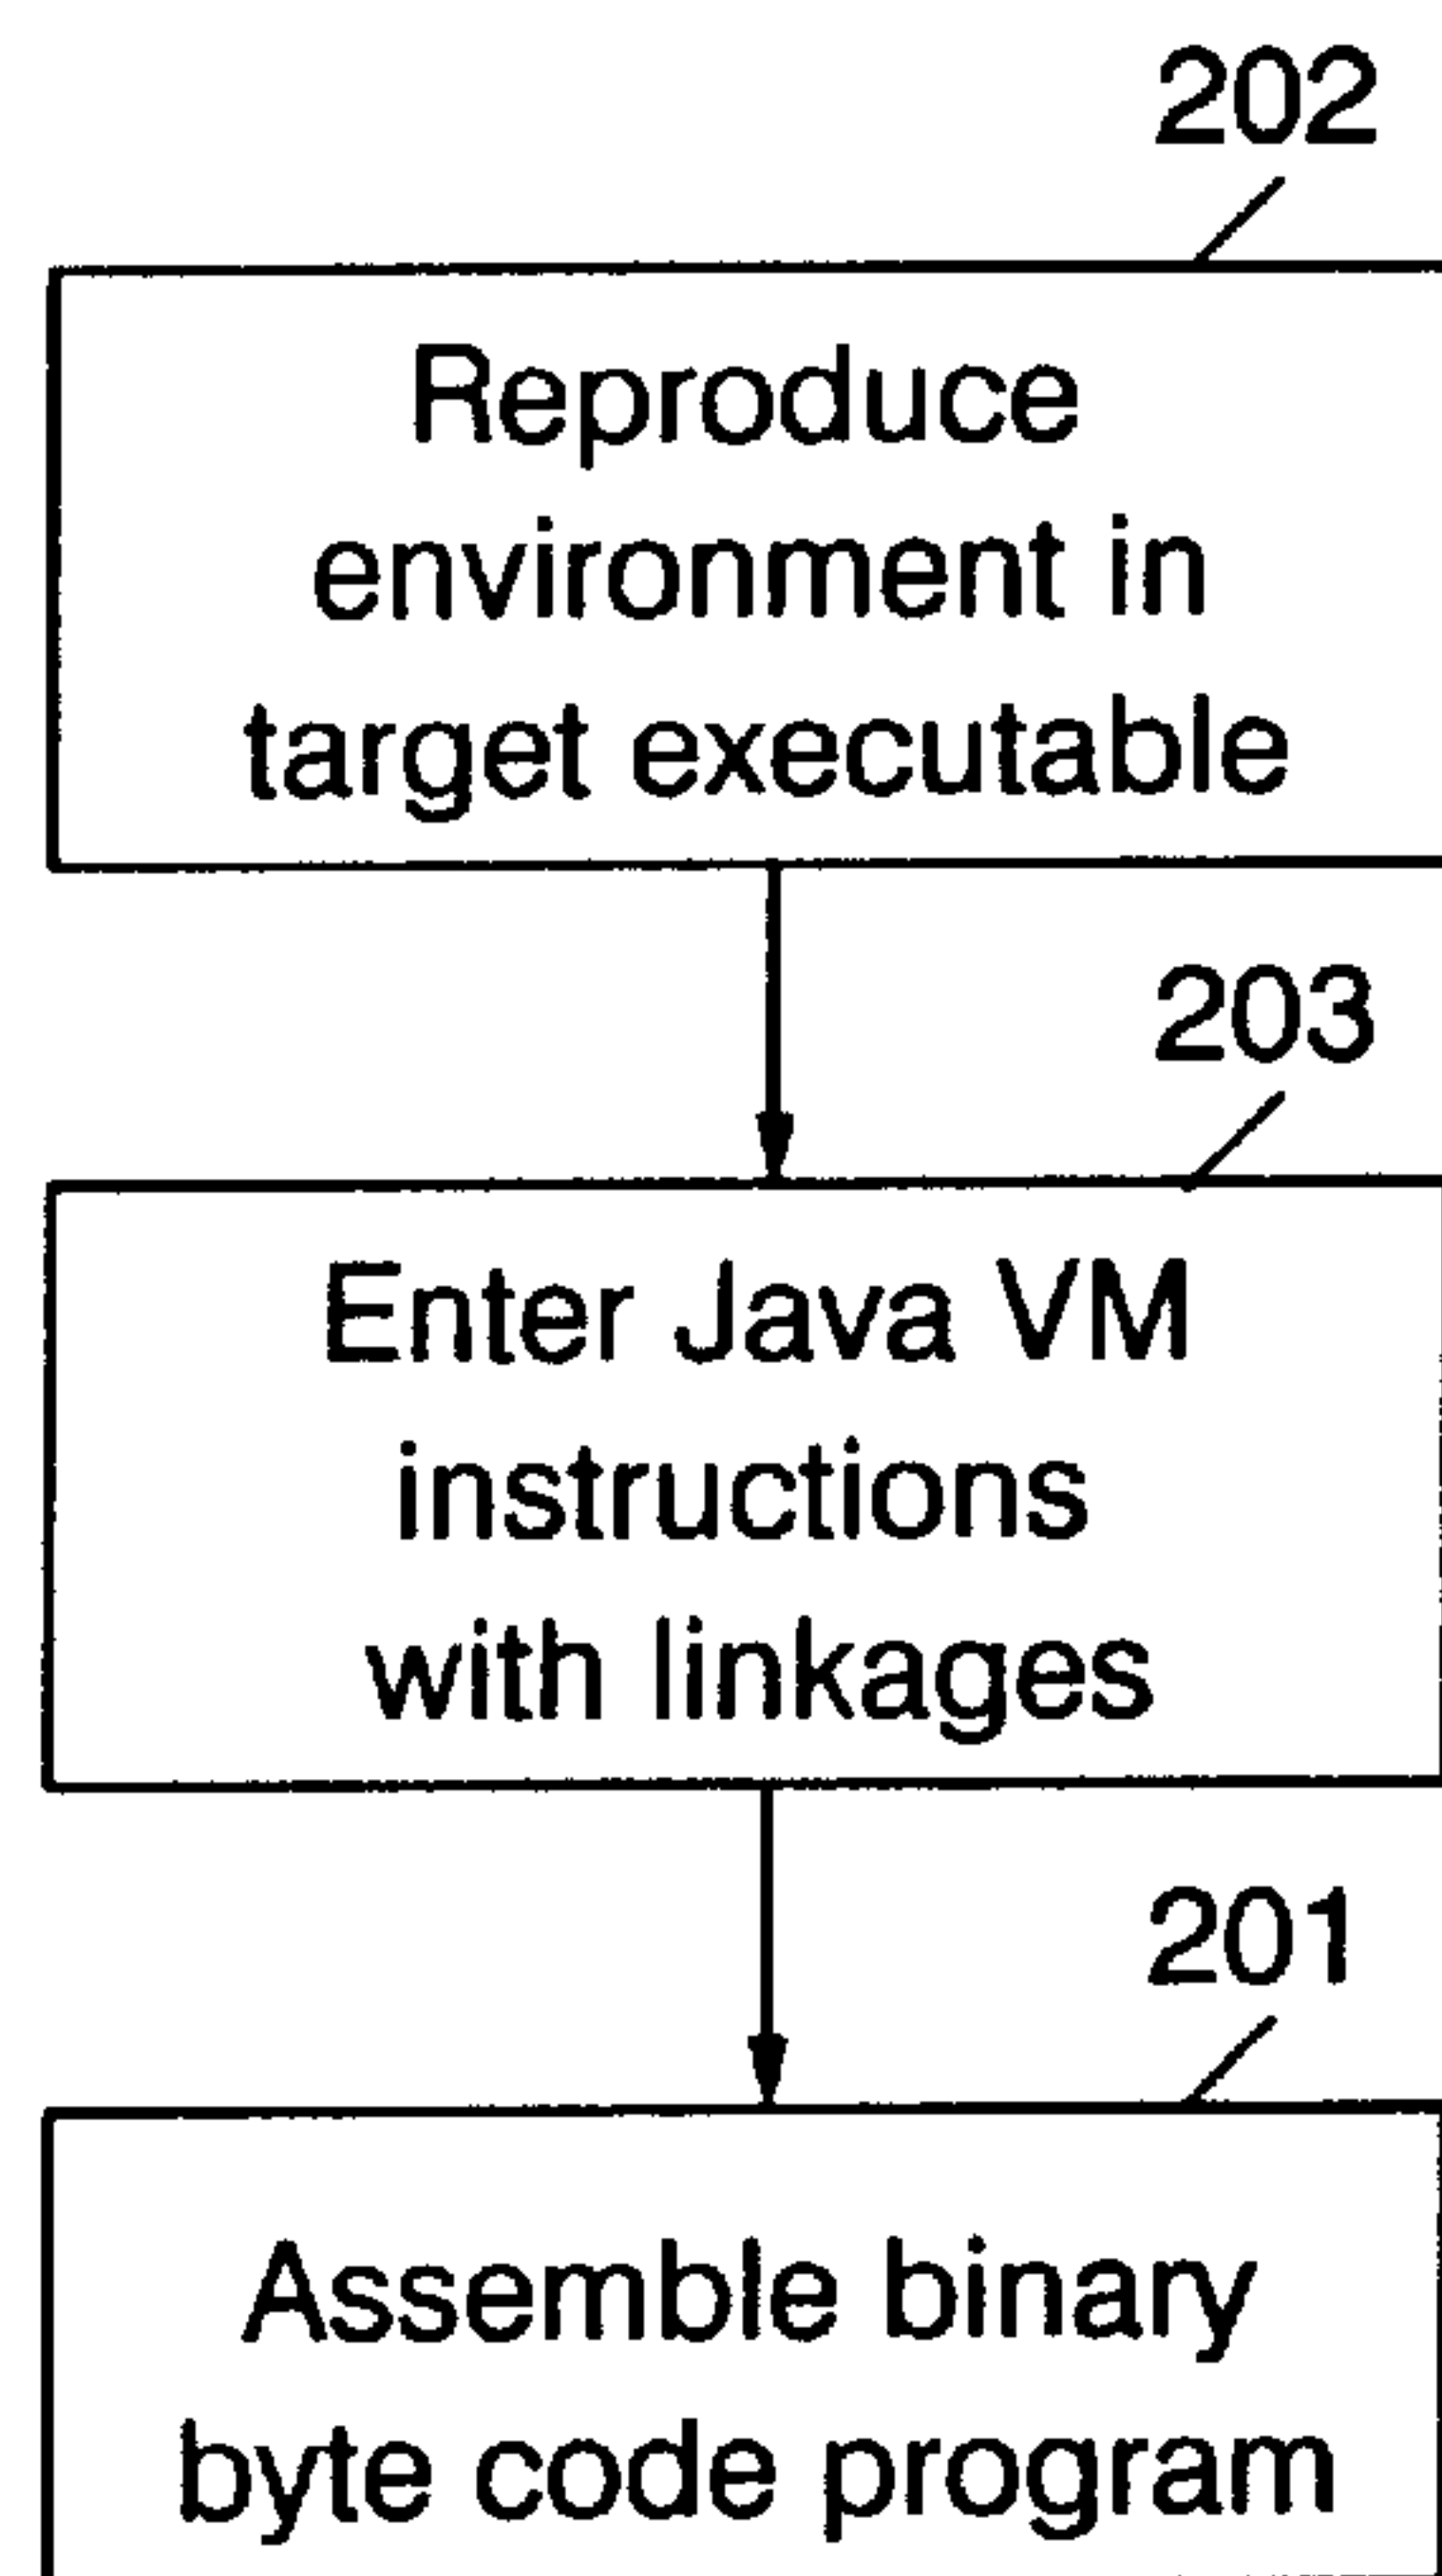 202
Reproduce
environment in
target executable
203
Enter Java VM
instructions
with linkages
201
Assemble binary
byte code program